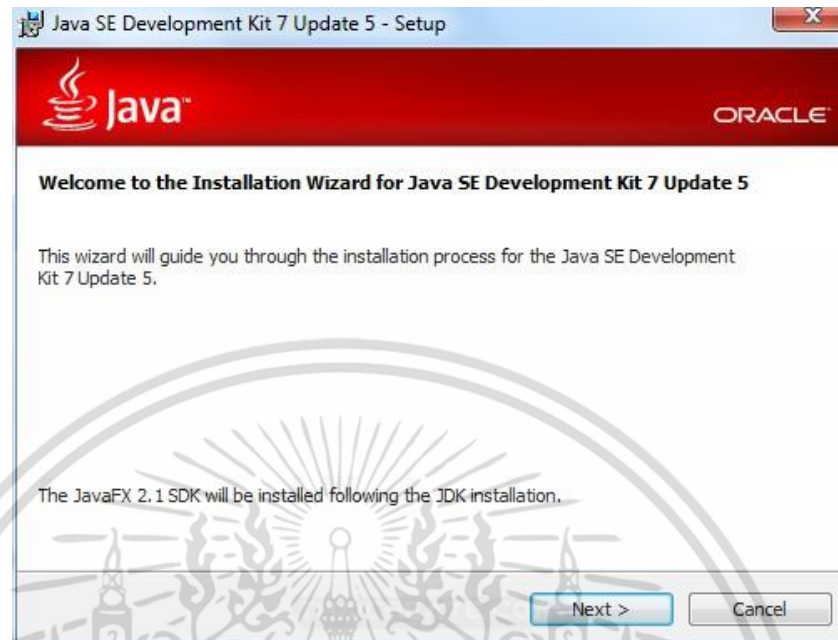 Java SE Development Kit 7 Update 5 - Setup
Java™
ORACLE
Welcome to the Installation Wizard for Java SE Development Kit 7 Update 5
This wizard will guide you through the installation process for the Java SE Development
Kit 7 Update 5.
The JavaFX 2.1 SDK will be installed following the JDK installation.
Next >
Cancel